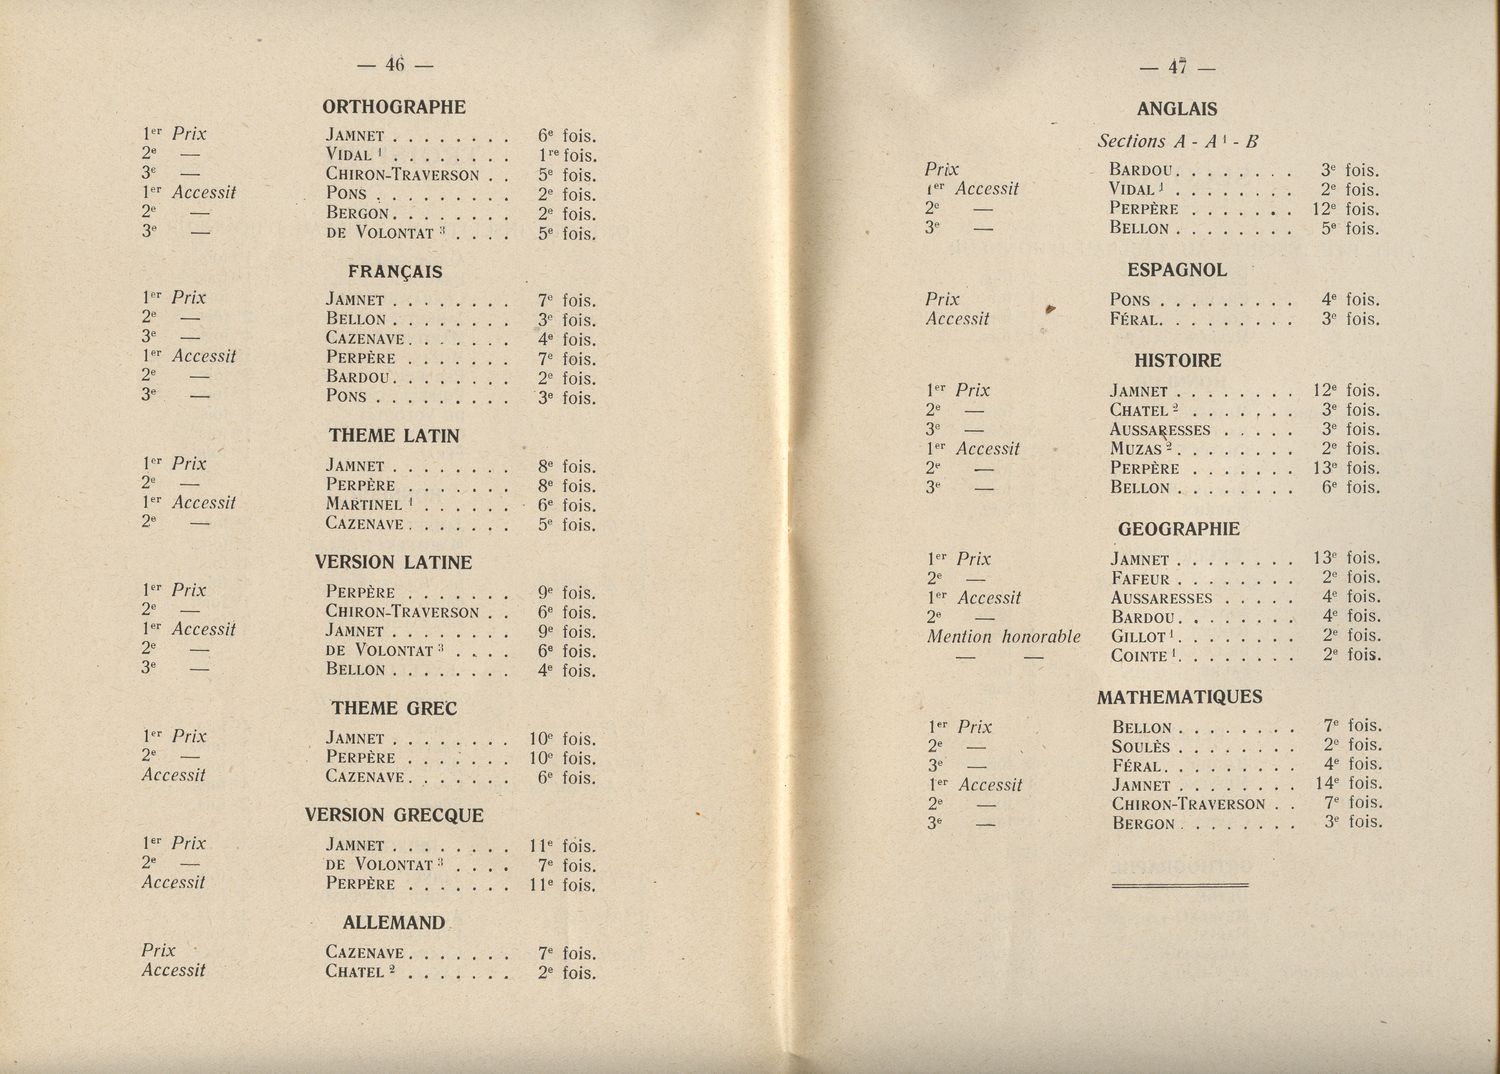 — 46 —
ORTHOGRAPHE
1er Prix JAMNET . . . . . . . . 6e fois.
2e — VIDAL 1 . . . . . . . . 1re fois.
3e — CHIRON-TRAVERSON . . 5e fois.
1er Accessit PONS . . . . . . . . . 2e fois.
2e — BERGON. . . . . . . . 2e fois.
3e — DE VOLONTAT 3 . . . . 5e fois.
FRANÇAIS
1er Prix JAMNET . . . . . . . . 7e fois.
2e — BELLON . . . . . . . . 3e fois.
3e — CAZENAVE. . . . . . . 4e fois.
1er Accessit PERPÈRE . . . . . . . 7e fois.
2e — BARDOU. . . . . . . . 2e fois.
3e — PONS . . . . . . . . . 3e fois.
THEME LATIN
1er Prix JAMNET . . . . . . . . 8e fois.
2e — PERPÈRE . . . . . . . 8e fois.
1er Accessit MARTINEL 1 . . . . . . 6e fois.
2e — CAZENAVE. . . . . . . 5e fois.
VERSION LATINE
1er Prix PERPÈRE . . . . . . . 9e fois.
2e — CHIRON-TRAVERSON . . 6e fois.
1er Accessit JAMNET . . . . . . . . 9e fois.
2e — DE VOLONTAT 3 . . . . 6e fois.
3e — BELLON . . . . . . . . 4e fois.
THEME GREC
1er Prix JAMNET . . . . . . . . 10e fois.
2e — PERPÈRE . . . . . . . 10e fois.
Accessit CAZENAVE. . . . . . . 6e fois.
VERSION GRECQUE
1er Prix JAMNET . . . . . . . . 11e fois.
2e — DE VOLONTAT 3 . . . . 7e fois.
Accessit PERPÈRE . . . . . . . 11e fois.
ALLEMAND
Prix CAZENAVE. . . . . . . 7e fois.
Accessit CHATEL 2 . . . . . . . 2e fois.
— 47 —
ANGLAIS
Sections A - A 1 - B
Prix BARDOU. . . . . . . . 3e fois.
1er Accessit VIDAL 1 . . . . . . . . 2e fois.
2e — PERPÈRE . . . . . . . 12e fois.
3e — BELLON . . . . . . . . 5e fois.
ESPAGNOL
Prix PONS . . . . . . . . . 4e fois.
Accessit FÉRAL. . . . . . . . . 3e fois.
HISTOIRE
1er Prix JAMNET . . . . . . . . 12e fois.
2e — CHATEL 2 . . . . . . . 3e fois.
3e — AUSSARESSES . . . . . 3e fois.
1er Accessit MUZAS 2 . . . . . . . . 2e fois.
2e — PERPÈRE . . . . . . . 13e fois.
3e — BELLON . . . . . . . . 6e fois.
GEOGRAPHIE
1er Prix JAMNET . . . . . . . . 13e fois.
2e — FAFEUR . . . . . . . . 2e fois.
1er Accessit AUSSARESSES . . . . . 4e fois.
2e — BARDOU. . . . . . . . 4e fois.
Mention honorable GILLOT 1. . . . . . . . 2e fois.
— — COINTE 1. . . . . . . . 2e fois.
MATHEMATIQUES
1er Prix BELLON . . . . . . . . 7e fois.
2e — SOULÈS . . . . . . . . 2e fois.
3e — FÉRAL. . . . . . . . . 4e fois.
1er Accessit JAMNET . . . . . . . . 14e fois.
2e — CHIRON-TRAVERSON . . 7e fois.
3e — BERGON . . . . . . . . 3e fois.